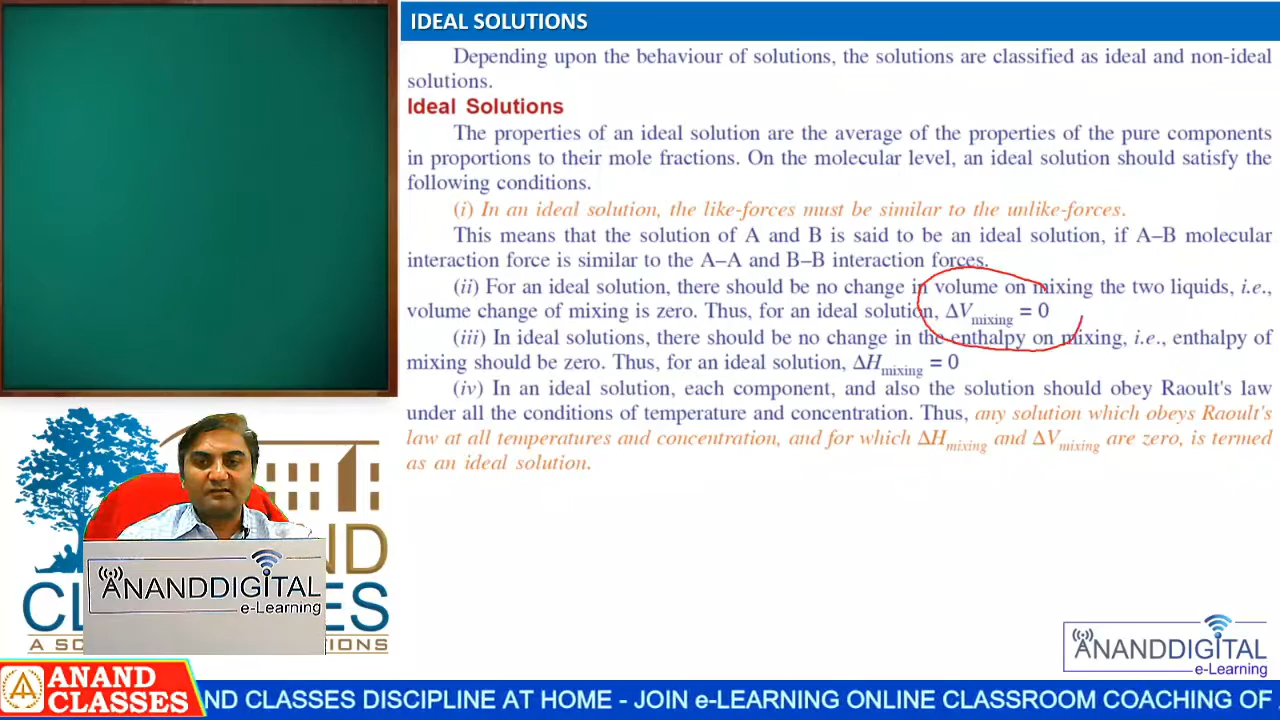 IDEAL SOLUTIONS
Depending upon the behaviour of solutions, the solutions are classified as ideal and non-ideal
solutions.
Ideal Solutions
The properties of an ideal solution are the average of the properties of the pure components
in proportions to their mole fractions. On the molecular level, an ideal solution should satisfy the
following conditions.
(i) In an ideal solution, the like-forces must be similar to the unlike-forces.
This means that the solution of A and B is said to be an ideal solution, if A–B molecular
interaction force is similar to the A–A and B–B interaction forces.
(ii) For an ideal solution, there should be no change in volume on mixing the two liquids, i.e.,
volume change of mixing is zero. Thus, for an ideal solution, ΔVmixing = 0
(iii) In ideal solutions, there should be no change in the enthalpy on mixing, i.e., enthalpy of
mixing should be zero. Thus, for an ideal solution, ΔHmixing = 0
(iv) In an ideal solution, each component, and also the solution should obey Raoult's law
under all the conditions of temperature and concentration. Thus, any solution which obeys Raoult's
law at all temperatures and concentration, and for which ΔHmixing and ΔVmixing are zero, is termed
as an ideal solution.
ANANDDIGITAL
e-Learning
ANANDDIGITAL
e-Learning
ANAND
CLASSES
ND CLASSES DISCIPLINE AT HOME - JOIN e-LEARNING ONLINE CLASSROOM COACHING OF